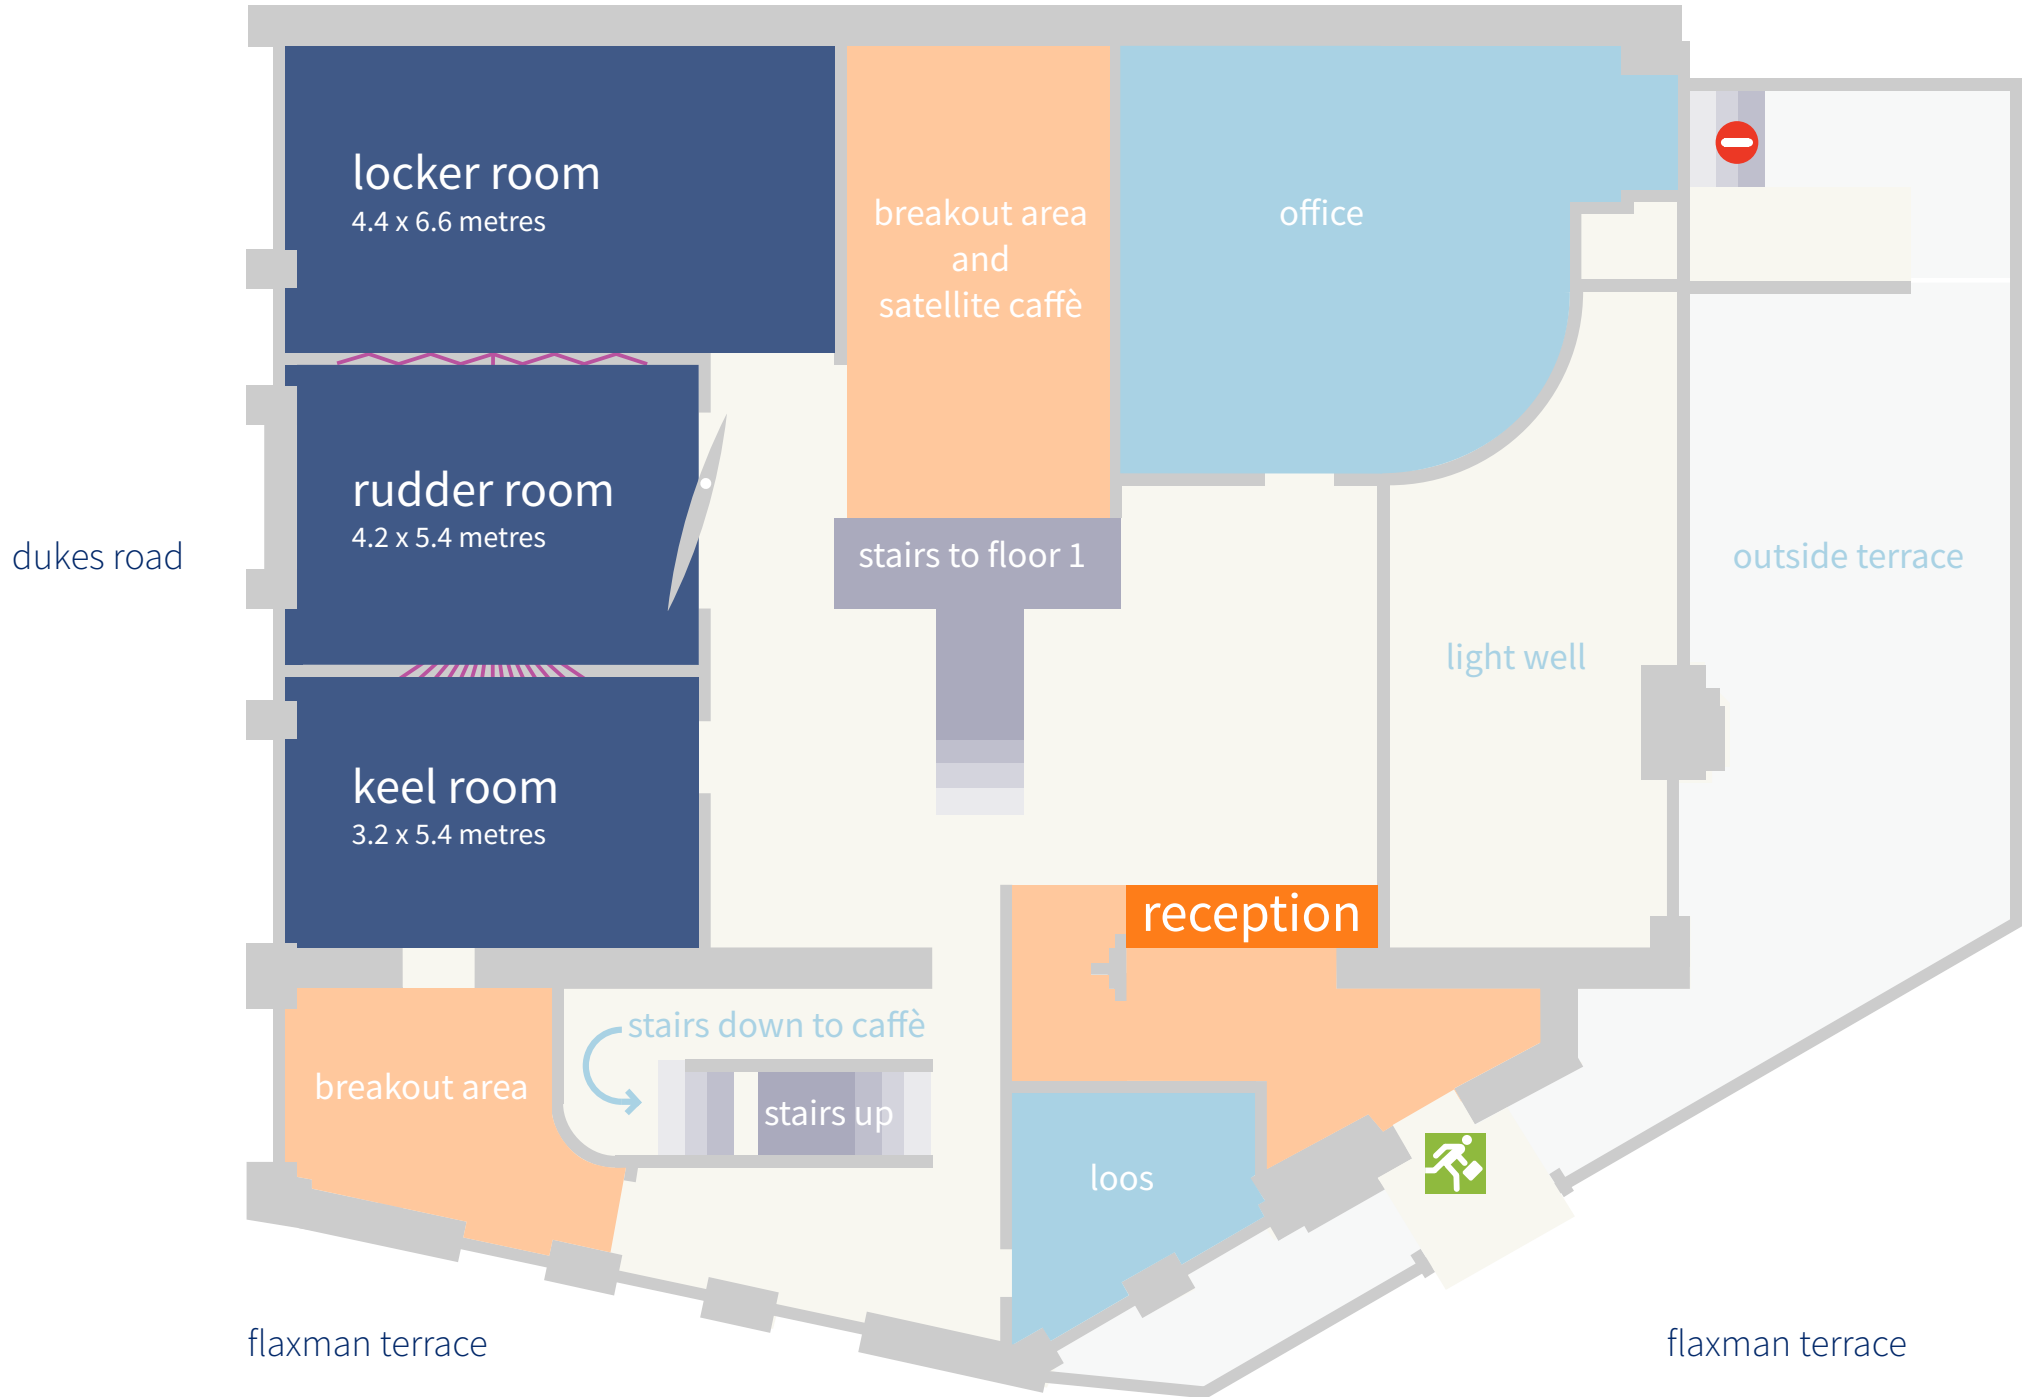 locker room
4.4 x 6.6 metres
breakout area
and
satellite caffè
office
rudder room
4.2 x 5.4 metres
dukes road
stairs to floor 1
outside terrace
light well
keel room
3.2 x 5.4 metres
reception
stairs down to caffè
breakout area
stairs up
loos
flaxman terrace
flaxman terrace